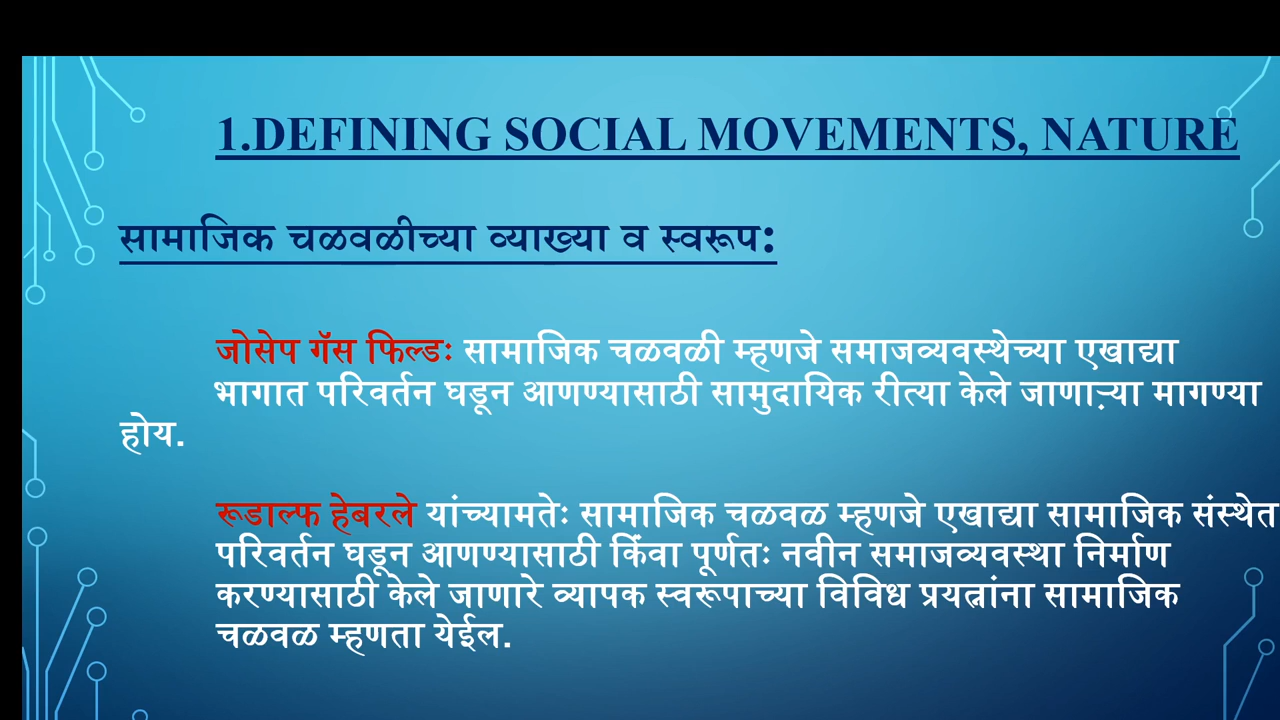 1.DEFINING SOCIAL MOVEMENTS, NATURE
सामाजिक चळवळीच्या व्याख्या व स्वरूप:
जोसेप गॅस फिल्डः सामाजिक चळवळी म्हणजे समाजव्यवस्थेच्या एखाद्या
भागात परिवर्तन घडून आणण्यासाठी सामुदायिक रीत्या केले जाणाऱ्या मागण्या
होय.
रूडाल्फ हेबरले यांच्यामतेः सामाजिक चळवळ म्हणजे एखाद्या सामाजिक संस्थेत
परिवर्तन घडून आणण्यासाठी किंवा पूर्णतः नवीन समाजव्यवस्था निर्माण
करण्यासाठी केले जाणारे व्यापक स्वरूपाच्या विविध प्रयत्नांना सामाजिक
चळवळ म्हणता येईल.